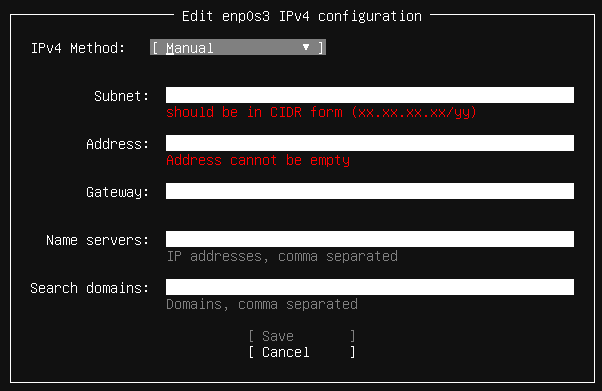 Edit enp0s3 IPv4 configuration
IPv4 Method: [ Manual ▼ ]
Subnet:
should be in CIDR form (xx.xx.xx.xx/yy)
Address:
Address cannot be empty
Gateway:
Name servers:
IP addresses, comma separated
Search domains:
Domains, comma separated
[ Save ]
[ Cancel ]